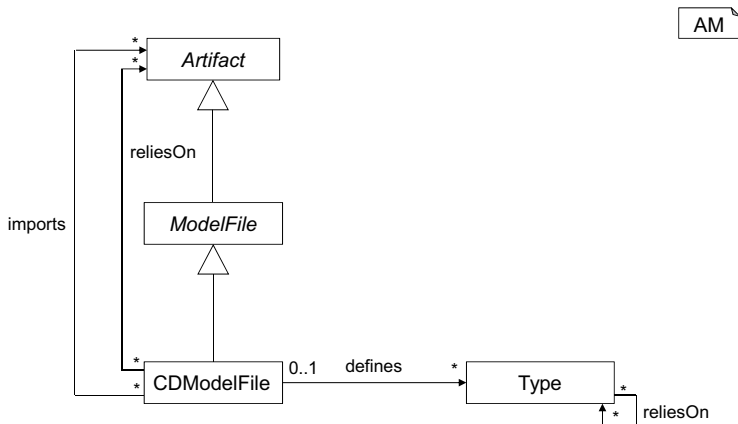 AM
*
Artifact
*
reliesOn
imports
ModelFile
*
CDModelFile
*
0..1
defines
*
Type
*
*
reliesOn